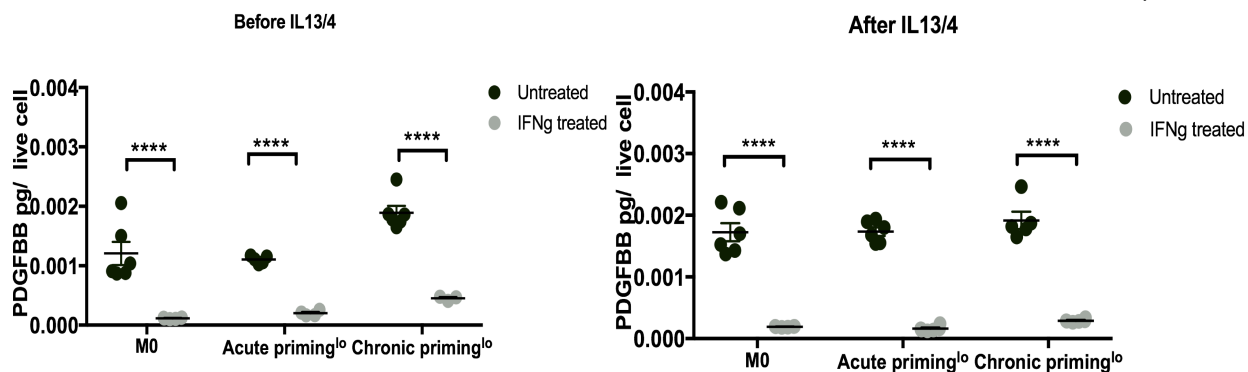 Before IL13/4
PDGFBB pg/ live cell
0.004
0.003
0.002
0.001
0.000
****
****
****
Untreated
IFNg treated
M0
Acute priming^lo
Chronic priming^lo
After IL13/4
PDGFBB pg/ live cell
0.004
0.003
0.002
0.001
0.000
****
****
****
Untreated
IFNg treated
M0
Acute priming^lo
Chronic priming^lo